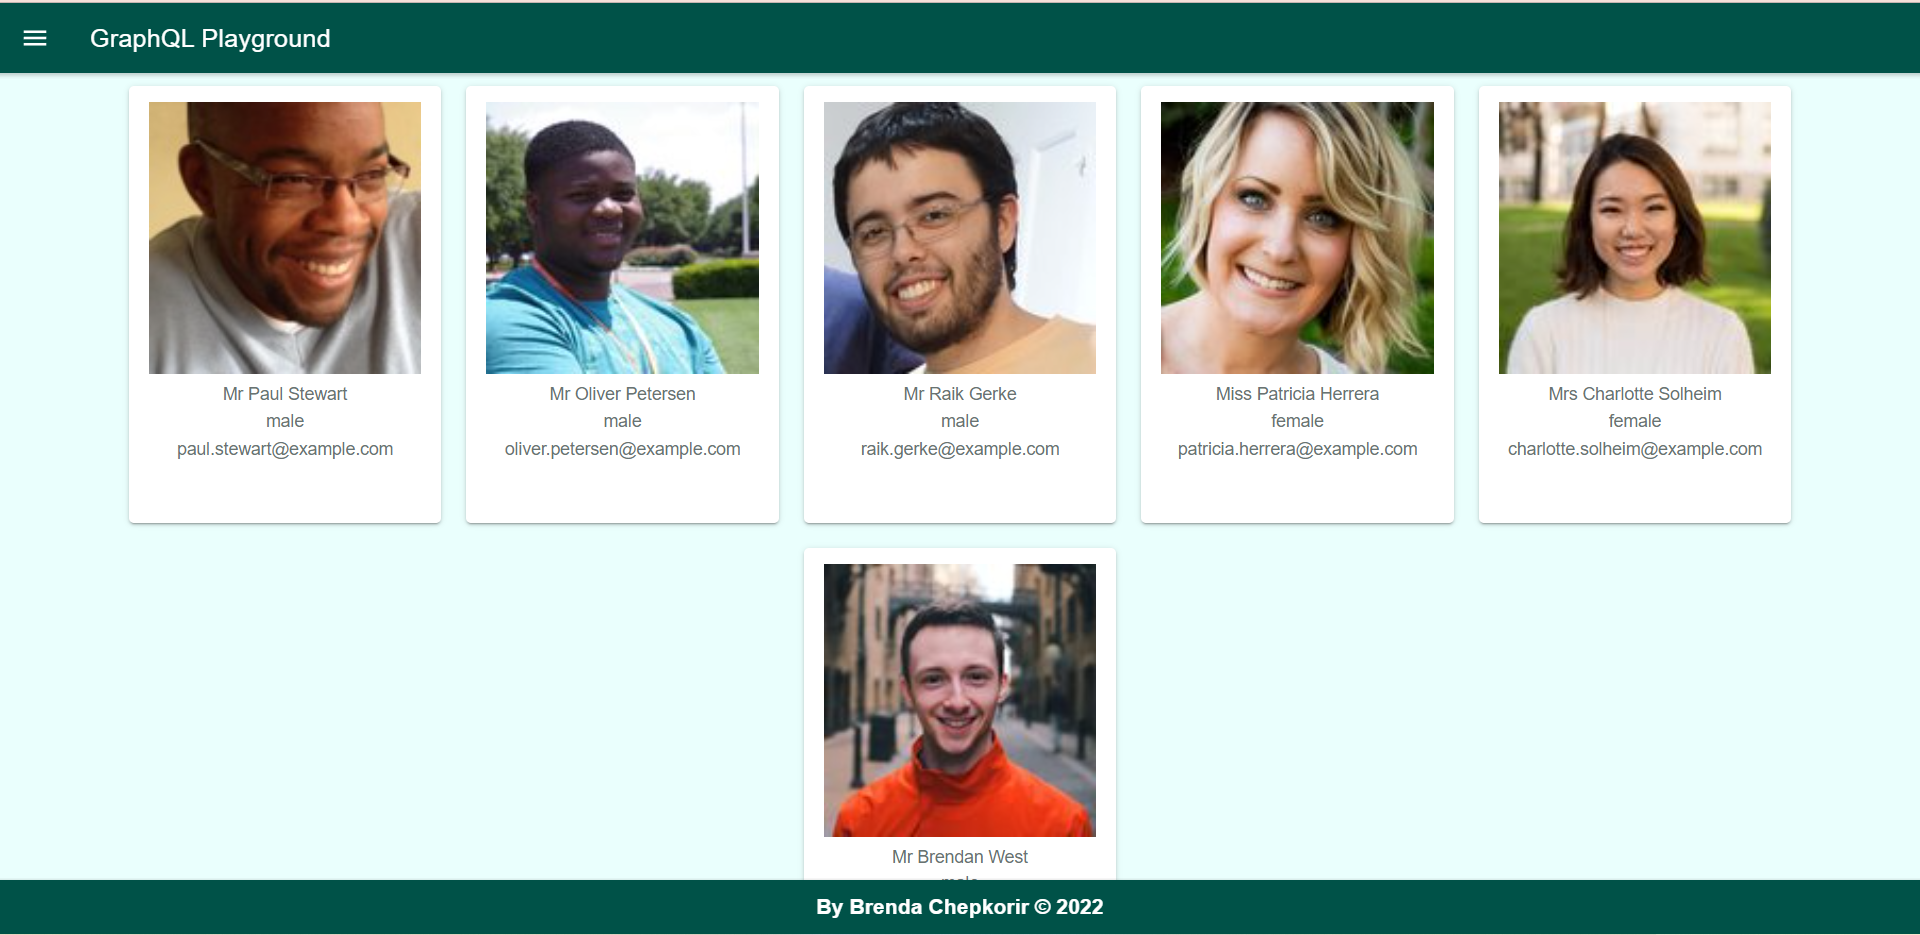 GraphQL Playground
Mr Paul Stewart
male
paul.stewart@example.com
Mr Oliver Petersen
male
oliver.petersen@example.com
Mr Raik Gerke
male
raik.gerke@example.com
Miss Patricia Herrera
female
patricia.herrera@example.com
Mrs Charlotte Solheim
female
charlotte.solheim@example.com
Mr Brendan West
By Brenda Chepkorir © 2022